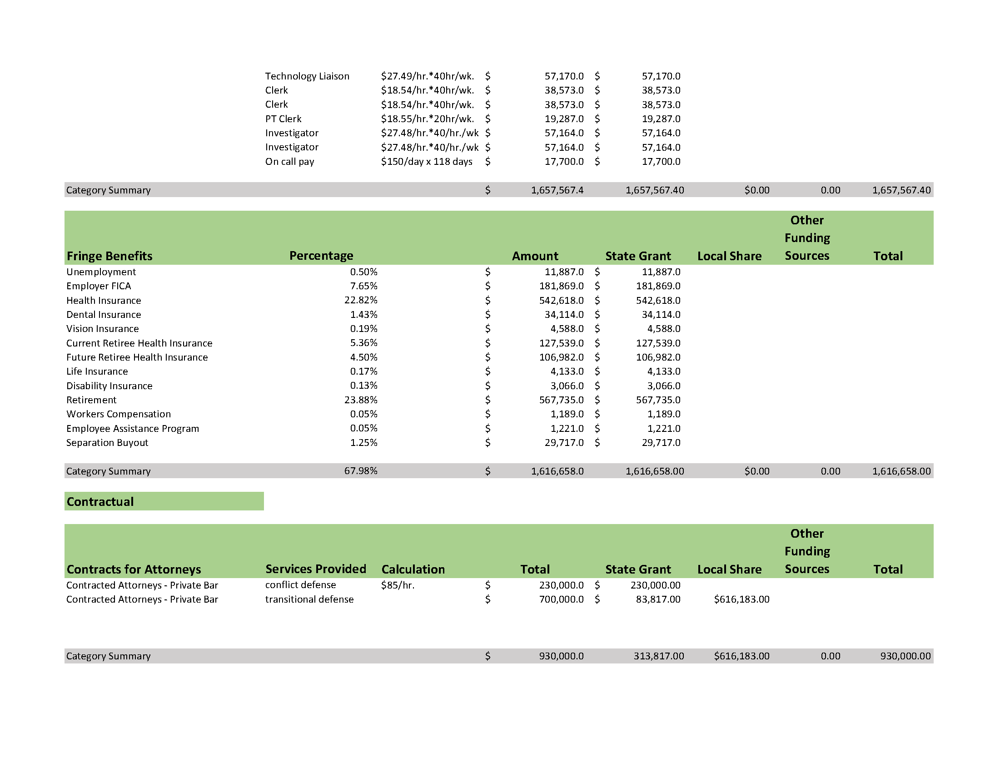 Technology Liaison $27.49/hr.*40hr/wk. $ 57,170.0 $ 57,170.0
Clerk $18.54/hr.*40hr/wk. $ 38,573.0 $ 38,573.0
Clerk $18.54/hr.*40hr/wk. $ 38,573.0 $ 38,573.0
PT Clerk $18.55/hr.*20hr/wk. $ 19,287.0 $ 19,287.0
Investigator $27.48/hr.*40/hr./wk $ 57,164.0 $ 57,164.0
Investigator $27.48/hr.*40/hr./wk $ 57,164.0 $ 57,164.0
On call pay $150/day x 118 days $ 17,700.0 $ 17,700.0
Category Summary $ 1,657,567.4 1,657,567.40 $0.00 0.00 1,657,567.40
Other
Funding
Fringe Benefits Percentage Amount State Grant Local Share Sources Total
Unemployment 0.50% $ 11,887.0 $ 11,887.0
Employer FICA 7.65% $ 181,869.0 $ 181,869.0
Health Insurance 22.82% $ 542,618.0 $ 542,618.0
Dental Insurance 1.43% $ 34,114.0 $ 34,114.0
Vision Insurance 0.19% $ 4,588.0 $ 4,588.0
Current Retiree Health Insurance 5.36% $ 127,539.0 $ 127,539.0
Future Retiree Health Insurance 4.50% $ 106,982.0 $ 106,982.0
Life Insurance 0.17% $ 4,133.0 $ 4,133.0
Disability Insurance 0.13% $ 3,066.0 $ 3,066.0
Retirement 23.88% $ 567,735.0 $ 567,735.0
Workers Compensation 0.05% $ 1,189.0 $ 1,189.0
Employee Assistance Program 0.05% $ 1,221.0 $ 1,221.0
Separation Buyout 1.25% $ 29,717.0 $ 29,717.0
Category Summary 67.98% $ 1,616,658.0 1,616,658.00 $0.00 0.00 1,616,658.00
Contractual
Other
Funding
Contracts for Attorneys Services Provided Calculation Total State Grant Local Share Sources Total
Contracted Attorneys - Private Bar conflict defense $85/hr. $ 230,000.0 $ 230,000.00
Contracted Attorneys - Private Bar transitional defense $ 700,000.0 $ 83,817.00 $616,183.00
Category Summary $ 930,000.0 313,817.00 $616,183.00 0.00 930,000.00